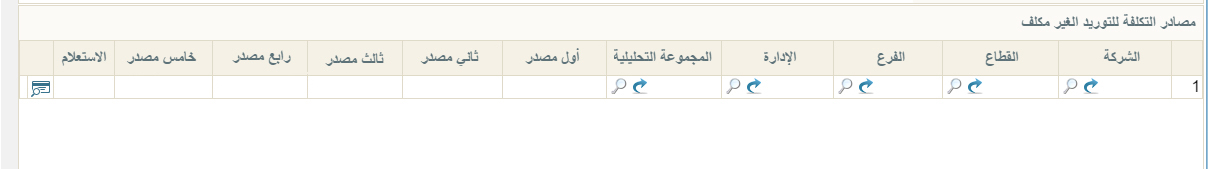 مصادر التكلفة للتوريد الغير مكلف
الشركة القطاع الفرع الإدارة المجموعة التحليلية أول مصدر ثاني مصدر ثالث مصدر رابع مصدر خامس مصدر الاستعلام
1